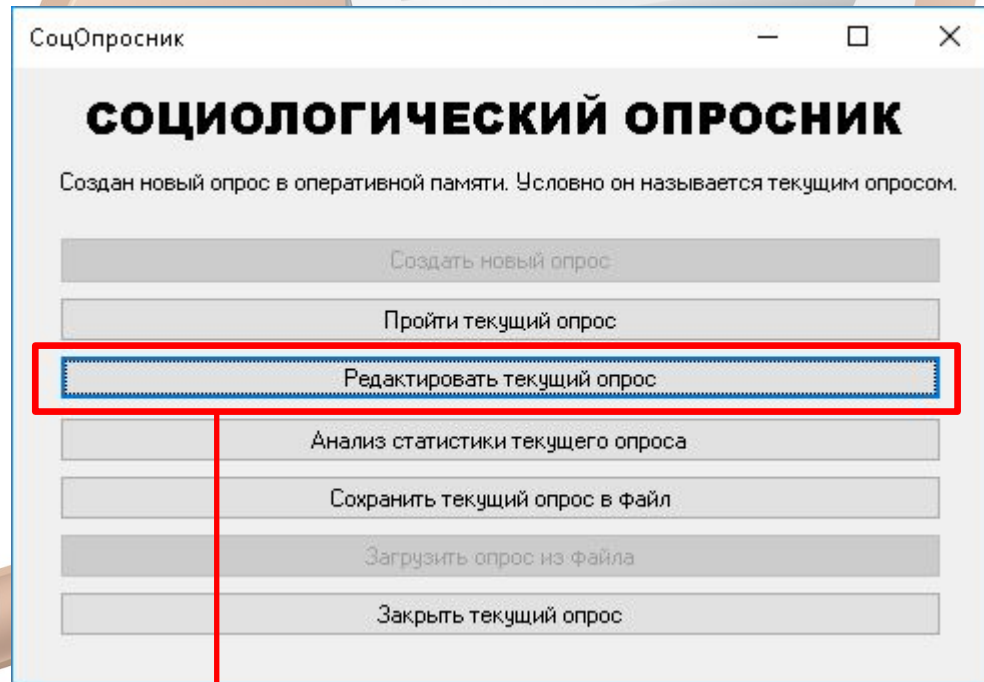 СоцОпросник
СОЦИОЛОГИЧЕСКИЙ ОПРОСНИК
Создан новый опрос в оперативной памяти. Условно он называется текущим опросом.
Создать новый опрос
Пройти текущий опрос
Редактировать текущий опрос
Анализ статистики текущего опроса
Сохранить текущий опрос в файл
Загрузить опрос из файла
Закрыть текущий опрос